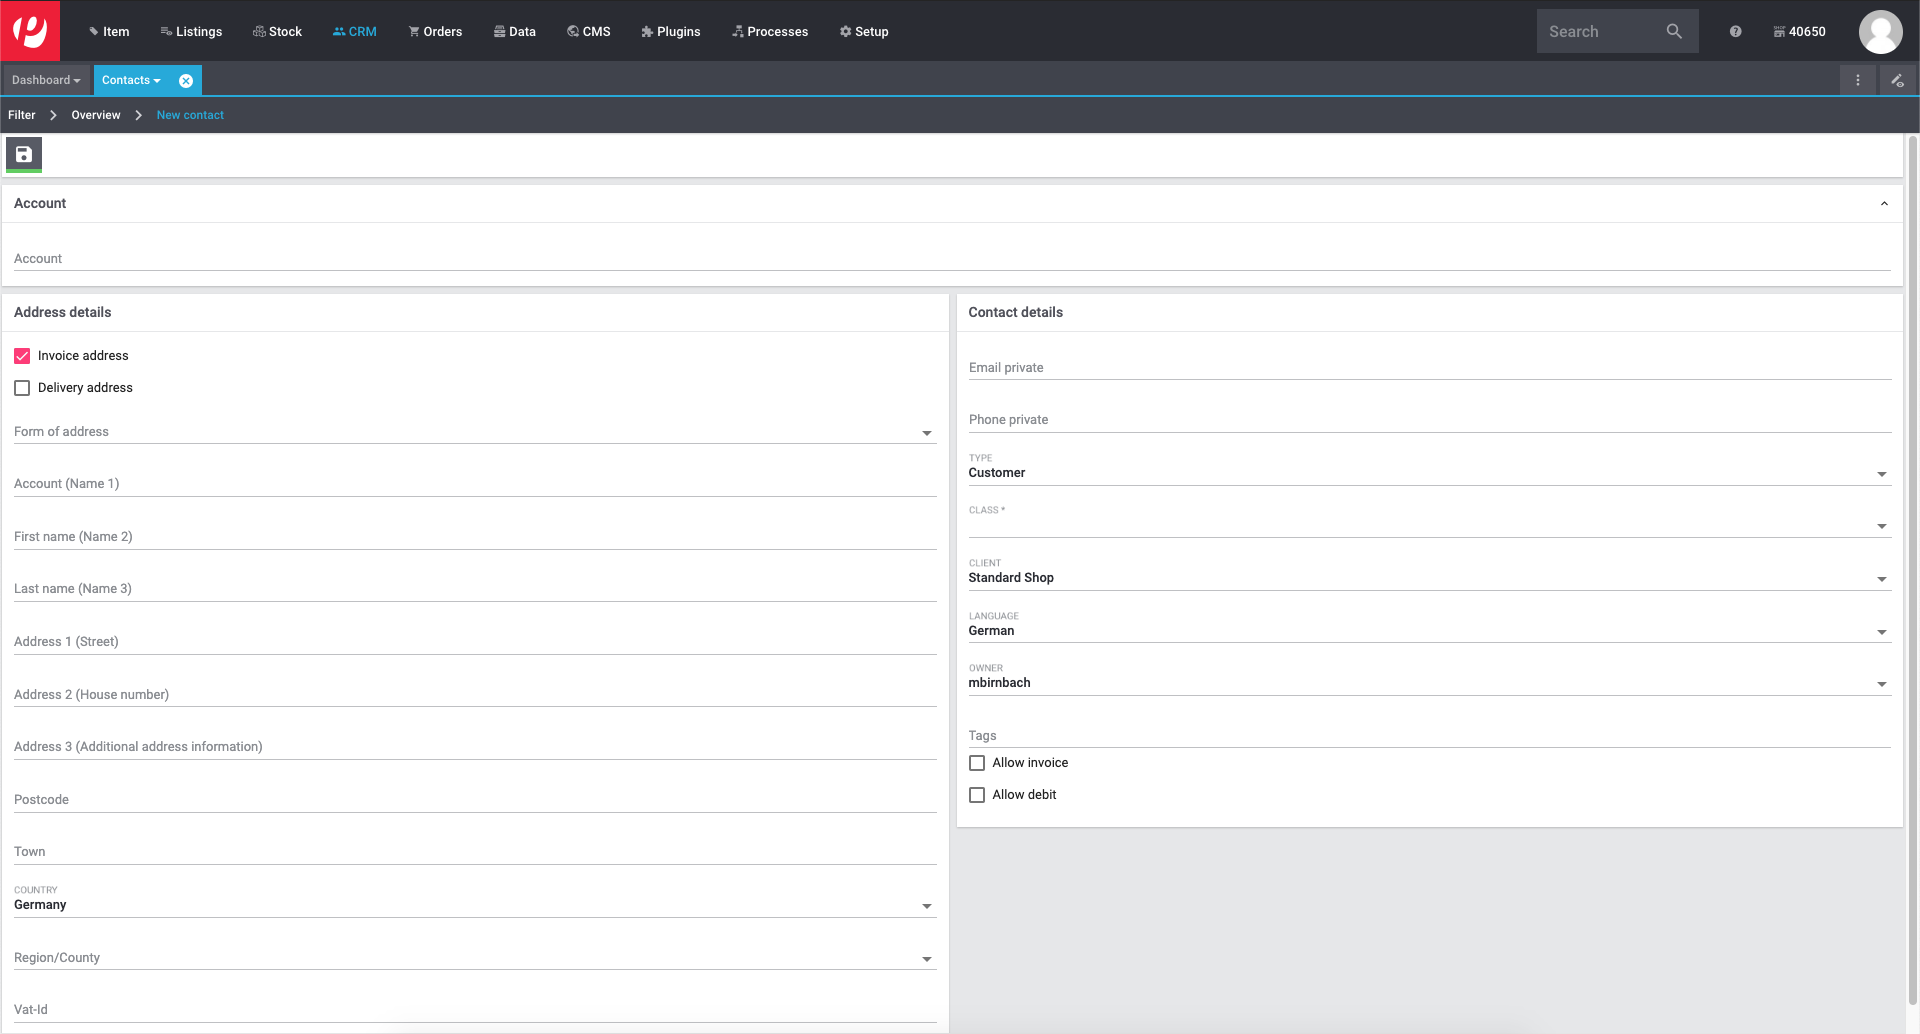 Item Listings Stock CRM Orders Data CMS Plugins Processes Setup Search 40650
Dashboard Contacts
Filter Overview New contact
Account
Account
Address details
Invoice address
Delivery address
Form of address
Account (Name 1)
First name (Name 2)
Last name (Name 3)
Address 1 (Street)
Address 2 (House number)
Address 3 (Additional address information)
Postcode
Town
COUNTRY
Germany
Region/County
Vat-Id
Contact details
Email private
Phone private
TYPE
Customer
CLASS *
CLIENT
Standard Shop
LANGUAGE
German
OWNER
mbirnbach
Tags
Allow invoice
Allow debit